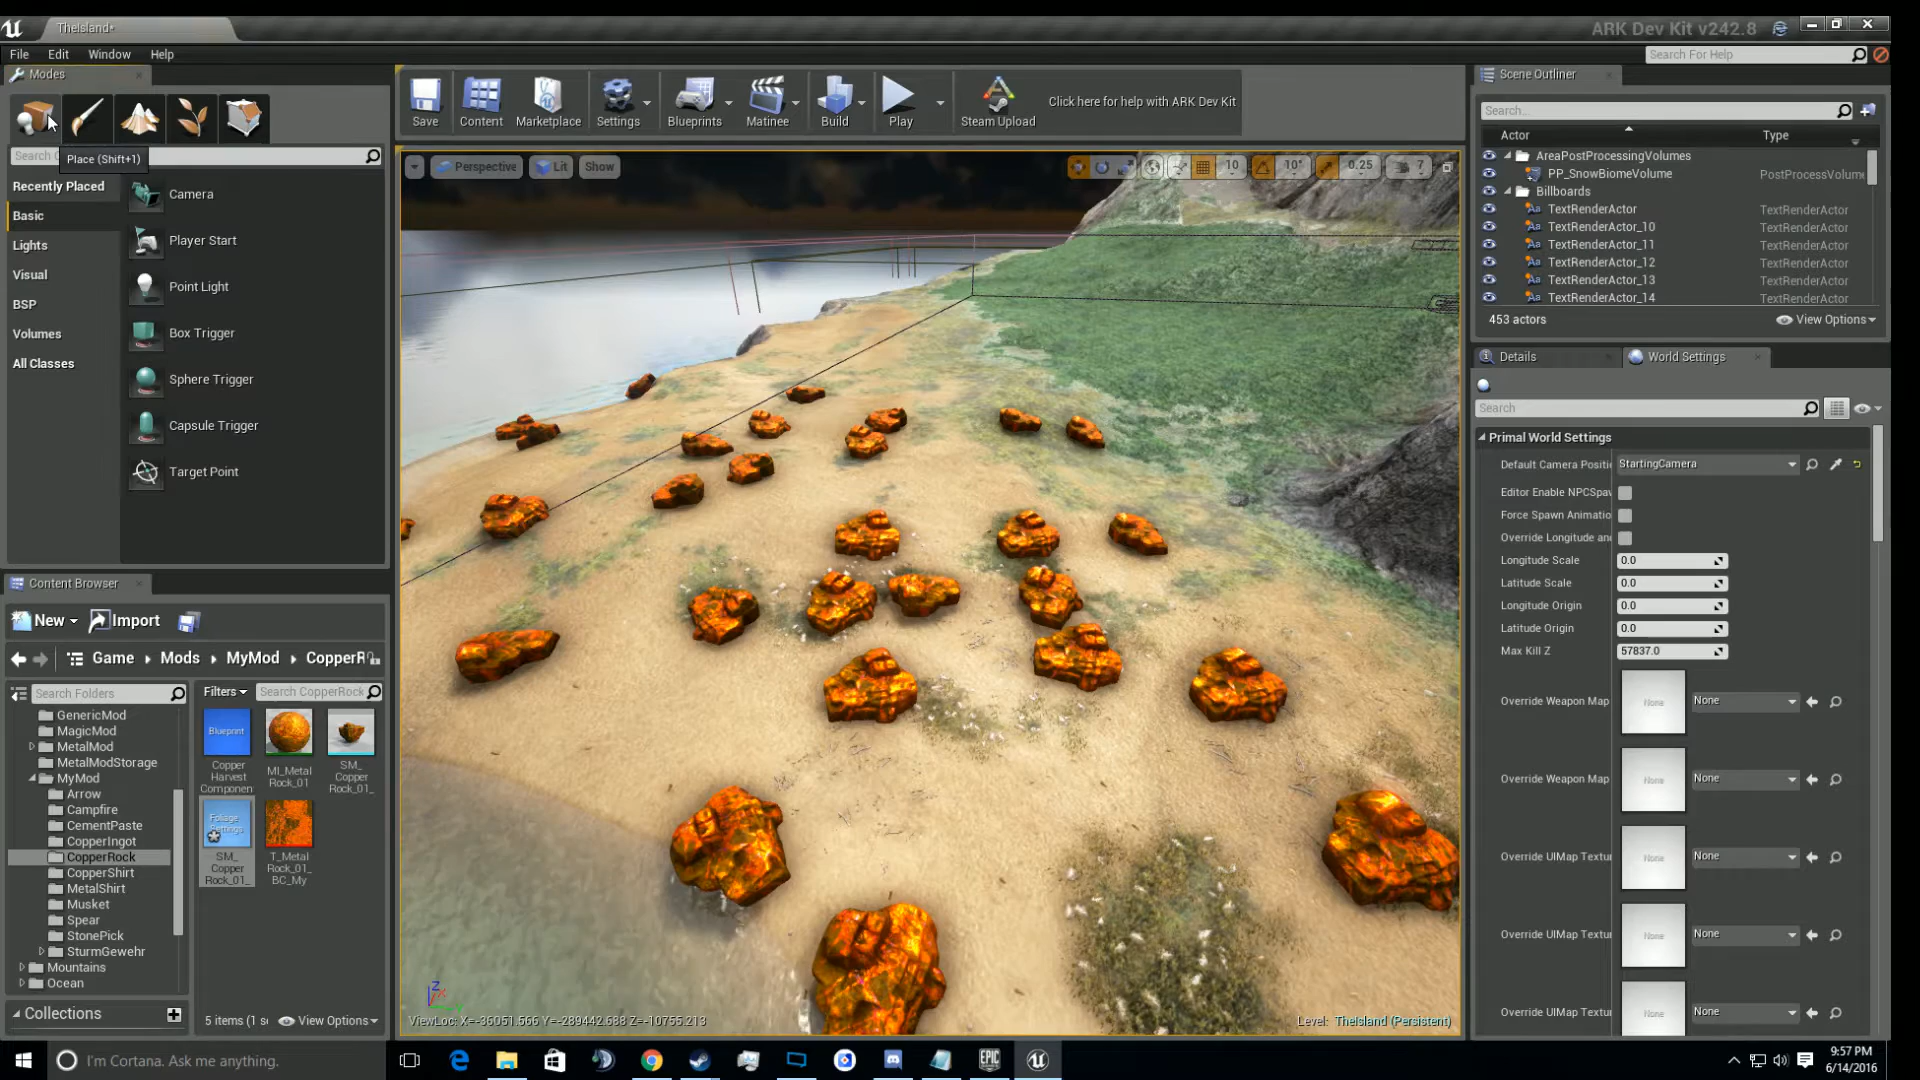 TheIsland*
ARK Dev Kit v242.8
File Edit Window Help
Search For Help
Modes
Place (Shift+1)
Recently Placed
Basic
Lights
Visual
BSP
Volumes
All Classes
Camera
Player Start
Point Light
Box Trigger
Sphere Trigger
Capsule Trigger
Target Point
Save
Content
Marketplace
Settings
Blueprints
Matinee
Build
Play
Steam Upload
Click here for help with ARK Dev Kit
Perspective Lit Show
10 10° 0.25 7
ViewLoc: X=-36051.566 Y=-289442.688 Z=-10755.213
Level: TheIsland (Persistent)
Scene Outliner
Search...
Actor Type
AreaPostProcessingVolumes
PP_SnowBiomeVolume PostProcessVolume
Billboards
TextRenderActor TextRenderActor
TextRenderActor_10 TextRenderActor
TextRenderActor_11 TextRenderActor
TextRenderActor_12 TextRenderActor
TextRenderActor_13 TextRenderActor
TextRenderActor_14 TextRenderActor
453 actors View Options
Details World Settings
Search
Primal World Settings
Default Camera Positi StartingCamera
Editor Enable NPCSpa
Force Spawn Animatio
Override Longitude an
Longitude Scale 0.0
Latitude Scale 0.0
Longitude Origin 0.0
Latitude Origin 0.0
Max Kill Z 57837.0
Override Weapon Map None None
Override Weapon Map None None
Override UIMap Textur None None
Override UIMap Textur None None
Override UIMap Textur None None
Content Browser
New Import
Game Mods MyMod CopperR
Search Folders
Filters Search CopperRock
GenericMod
MagicMod
MetalMod
MetalModStorage
MyMod
Arrow
Campfire
CementPaste
CopperIngot
CopperRock
CopperShirt
MetalShirt
Musket
Spear
StonePick
SturmGewehr
Mountains
Ocean
Blueprint
Copper Harvest Component
MI_Metal Rock_01
SM_ Copper Rock_01_
Foliage Settings
SM_ Copper Rock_01_
T_Metal Rock_01_ BC_My
Collections
5 items (1 se View Options
I'm Cortana. Ask me anything.
EPIC GAMES
9:57 PM
6/14/2016